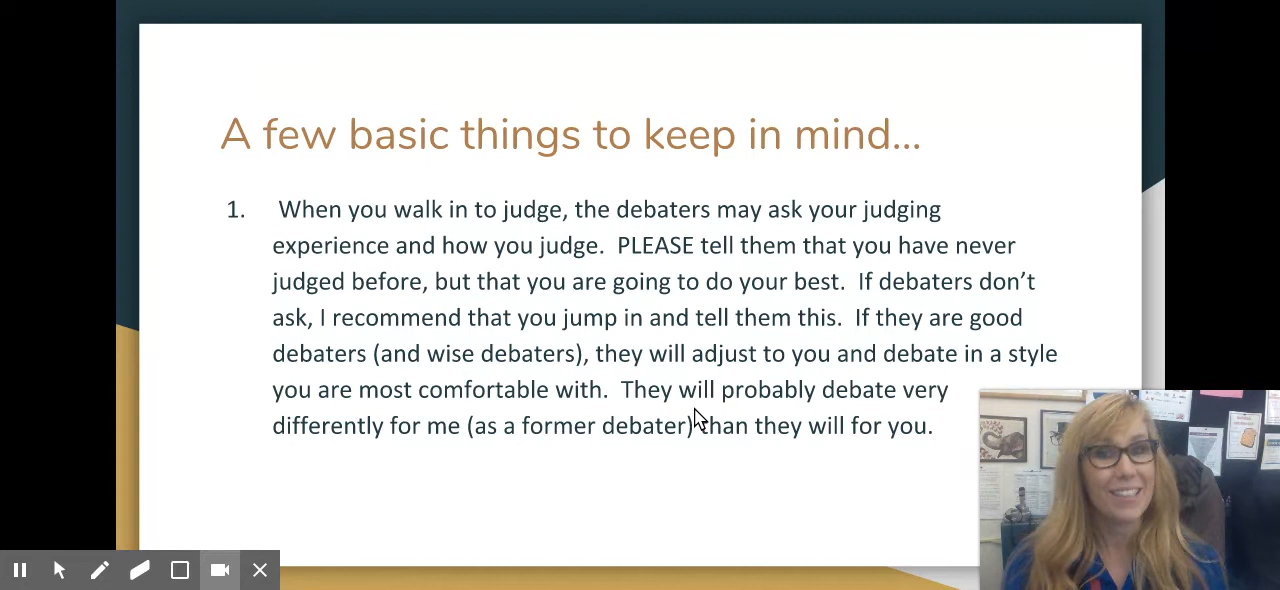 A few basic things to keep in mind...
1. When you walk in to judge, the debaters may ask your judging
experience and how you judge. PLEASE tell them that you have never
judged before, but that you are going to do your best. If debaters don't
ask, I recommend that you jump in and tell them this. If they are good
debaters (and wise debaters), they will adjust to you and debate in a style
you are most comfortable with. They will probably debate very
differently for me (as a former debater) than they will for you.